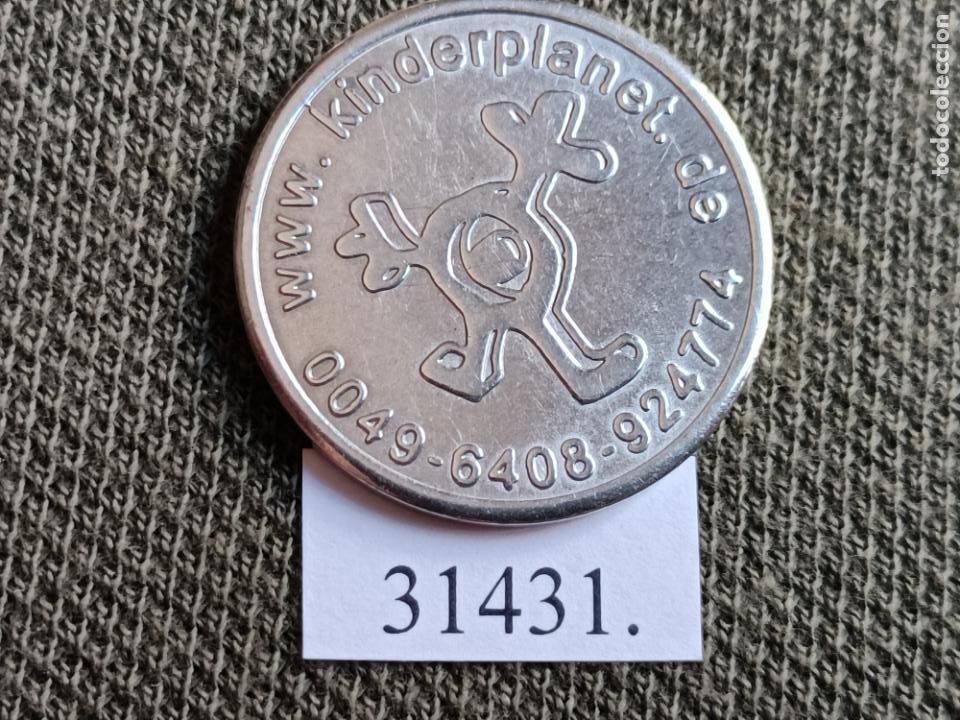 www. kinderplanet. de
0049-6408-924774
31431.
todocoleccion